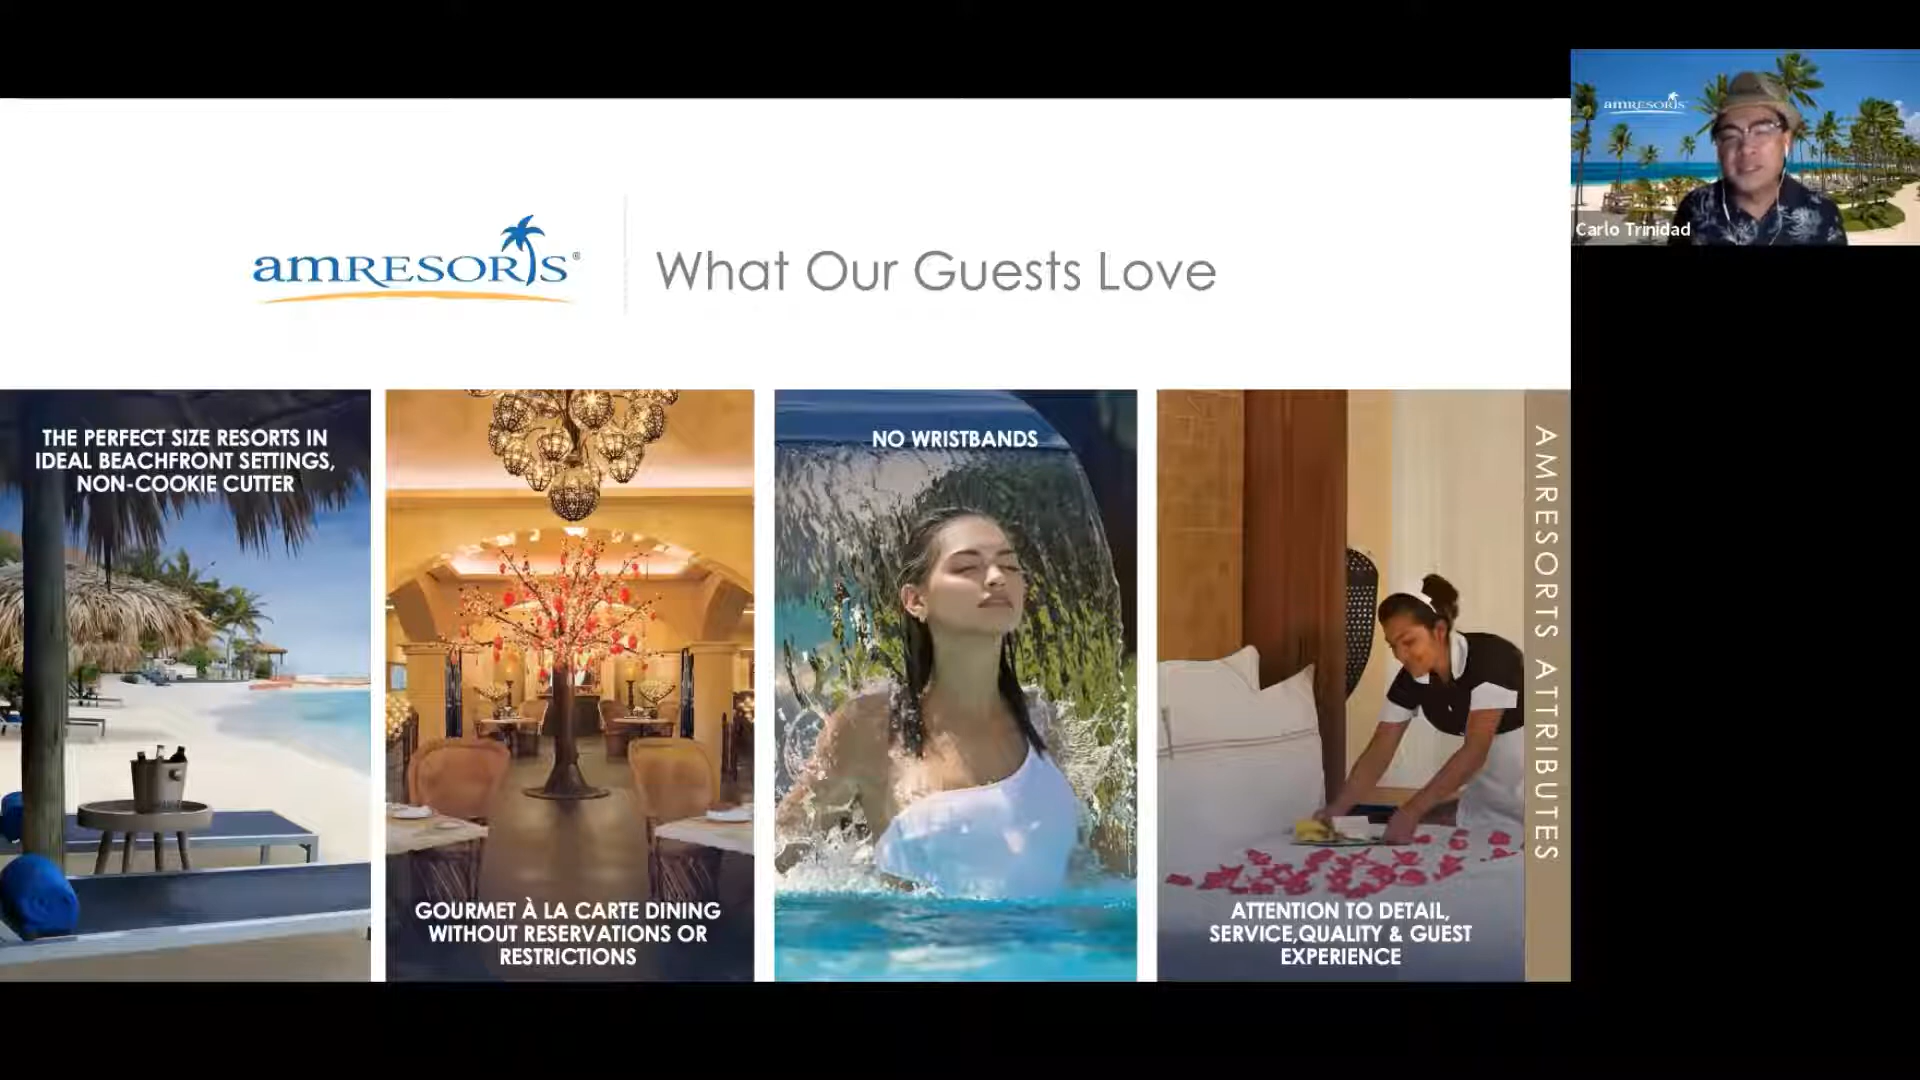 amRESORTS
Carlo Trinidad
amRESORTS®
What Our Guests Love
THE PERFECT SIZE RESORTS IN
IDEAL BEACHFRONT SETTINGS,
NON-COOKIE CUTTER
GOURMET À LA CARTE DINING
WITHOUT RESERVATIONS OR
RESTRICTIONS
NO WRISTBANDS
ATTENTION TO DETAIL,
SERVICE,QUALITY & GUEST
EXPERIENCE
AMRESORTS ATTRIBUTES